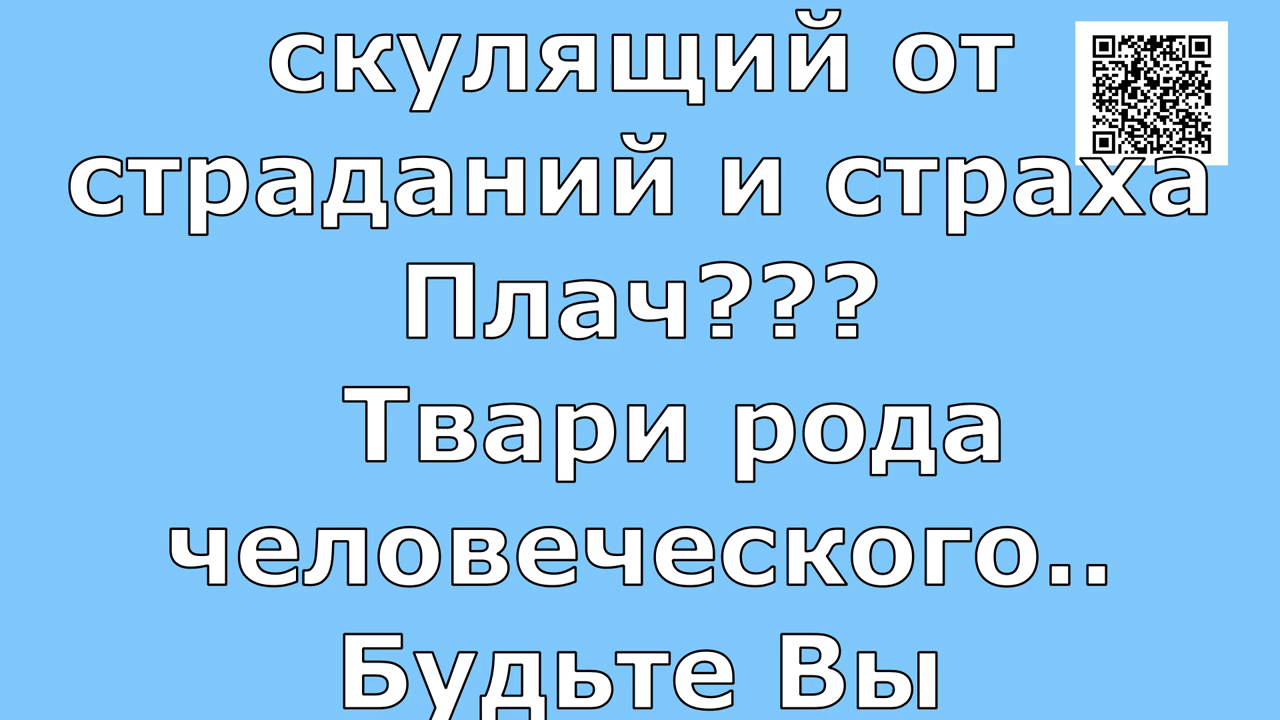 скулящий от
страданий и страха
Плач???
Твари рода
человеческого..
Будьте Вы